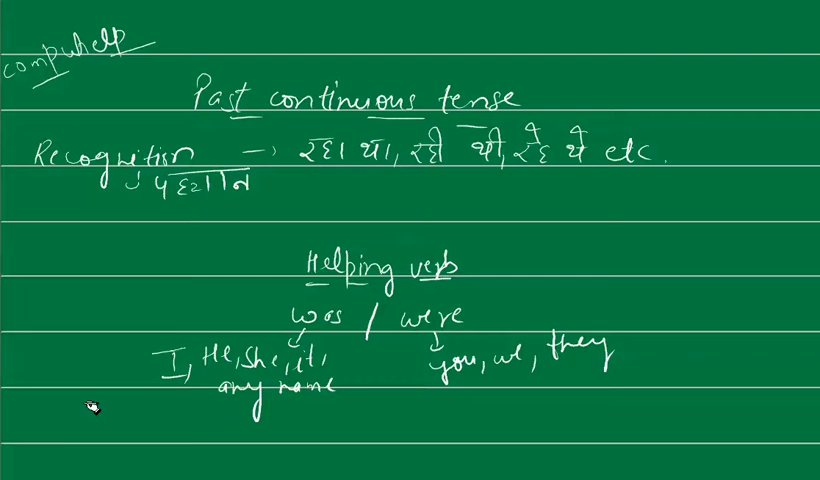 compuhelp
Past continuous tense
Recognition → रहा था, रही थी, रहे थे etc.
पहचान
Helping verb
was / were
I, He, She, it, you, we, they
any name